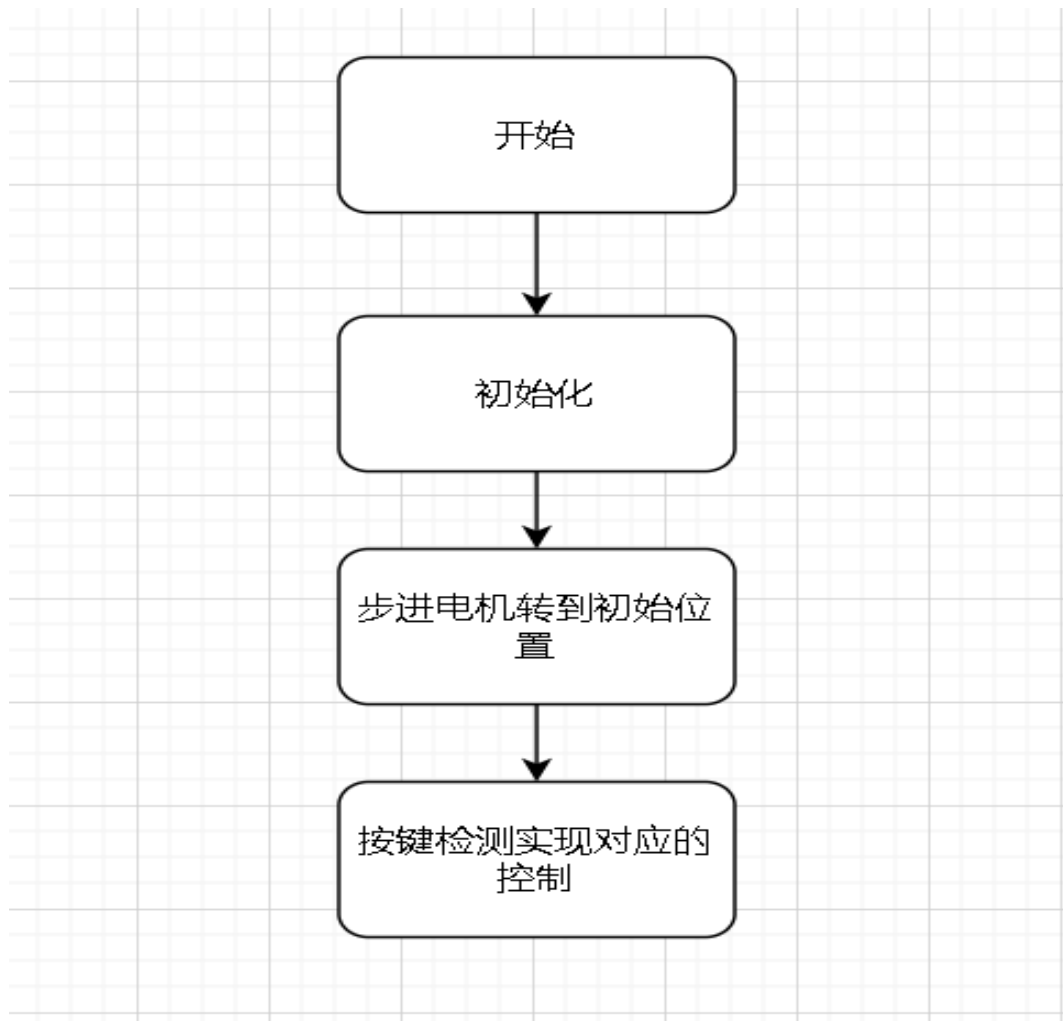 开始
初始化
步进电机转到初始位
置
按键检测实现对应的
控制